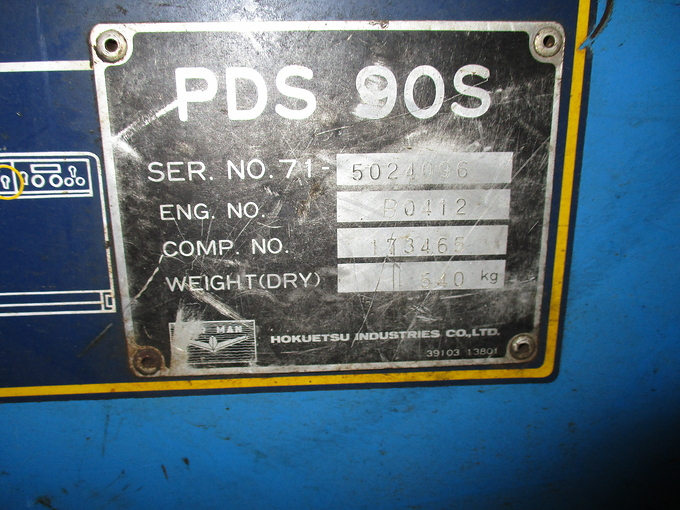 PDS 90S
SER. NO. 71-
ENG. NO. B0412
COMP. NO. 173465
WEIGHT(DRY) 540 kg
MAN
HOKUETSU INDUSTRIES CO.,LTD.
39103 13801